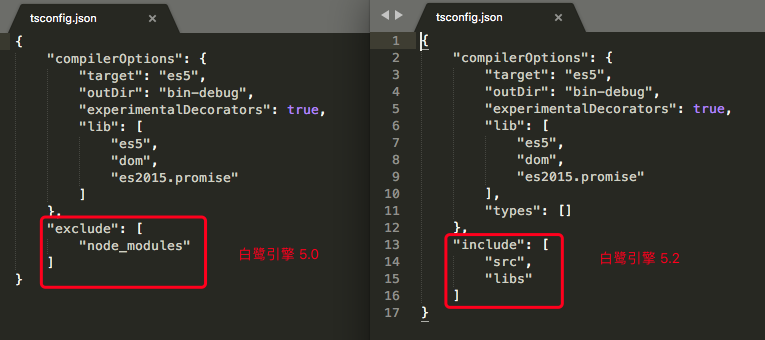 tsconfig.json ×
{
"compilerOptions": {
"target": "es5",
"outDir": "bin-debug",
"experimentalDecorators": true,
"lib": [
"es5",
"dom",
"es2015.promise"
]
},
"exclude": [
"node_modules"
]
}
白鹭引擎 5.0
tsconfig.json ×
1 {
2 "compilerOptions": {
3 "target": "es5",
4 "outDir": "bin-debug",
5 "experimentalDecorators": true,
6 "lib": [
7 "es5",
8 "dom",
9 "es2015.promise"
10 ],
11 "types": []
12 },
13 "include": [
14 "src",
15 "libs"
16 ]
17 }
白鹭引擎 5.2